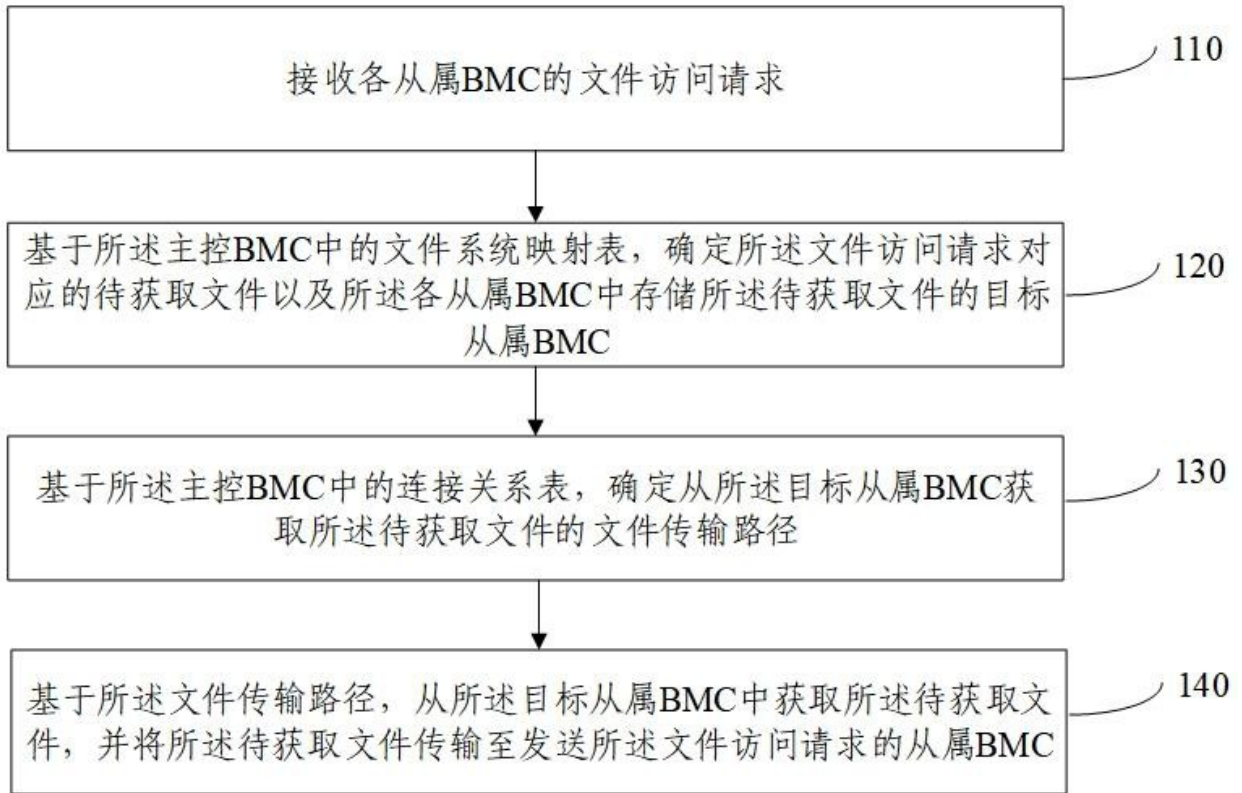 接收各从属BMC的文件访问请求
110
基于所述主控BMC中的文件系统映射表，确定所述文件访问请求对
应的待获取文件以及所述各从属BMC中存储所述待获取文件的目标
从属BMC
120
基于所述主控BMC中的连接关系表，确定从所述目标从属BMC获
取所述待获取文件的文件传输路径
130
基于所述文件传输路径，从所述目标从属BMC中获取所述待获取文
件，并将所述待获取文件传输至发送所述文件访问请求的从属BMC
140